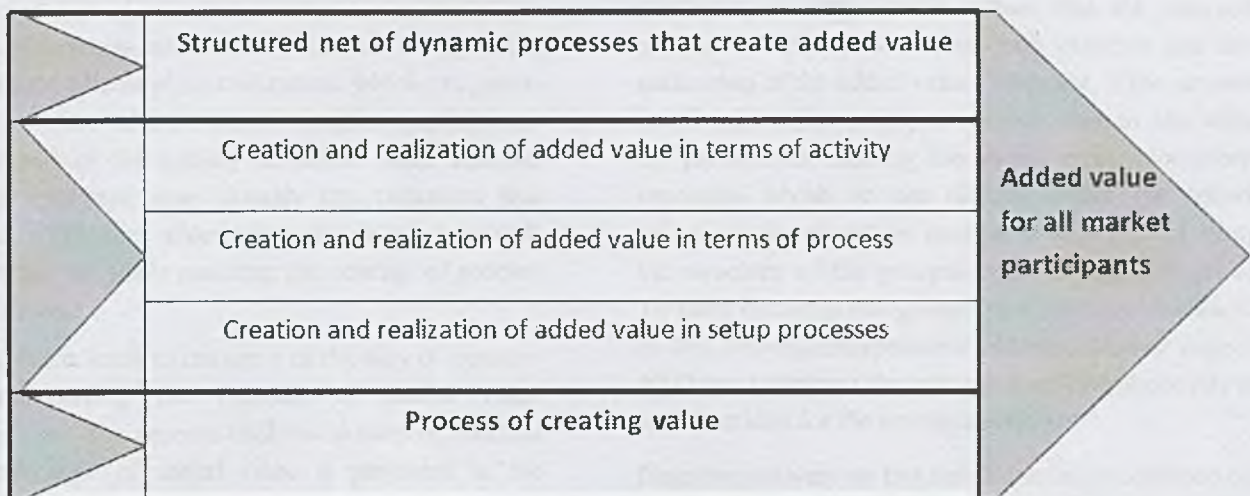 Structured net of dynamic processes that create added value
Creation and realization of added value in terms of activity
Creation and realization of added value in terms of process
Creation and realization of added value in setup processes
Process of creating value
Added value
for all market
participants